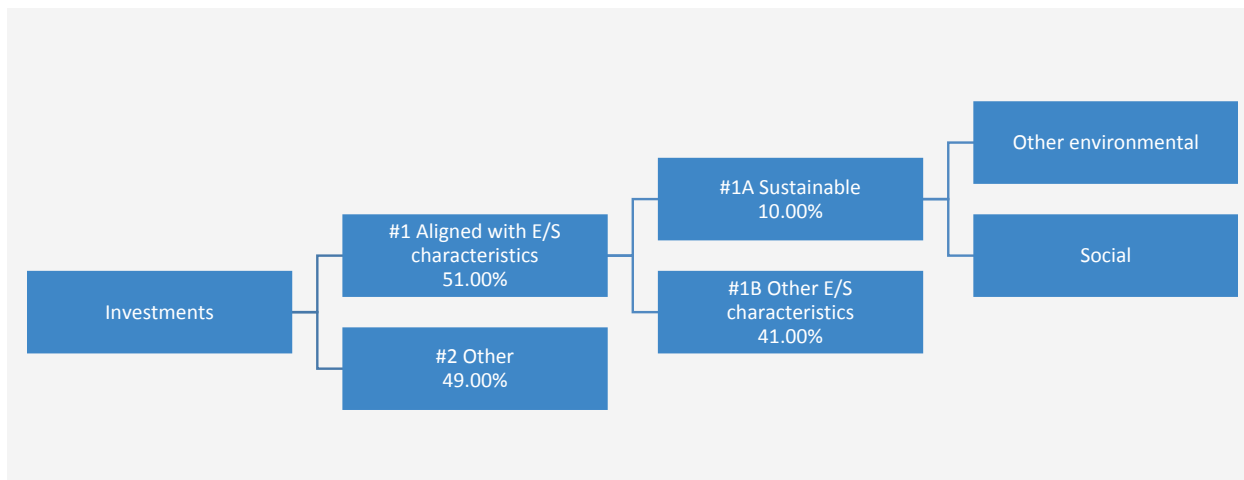 Investments
#1 Aligned with E/S
characteristics
51.00%
#2 Other
49.00%
#1A Sustainable
10.00%
#1B Other E/S
characteristics
41.00%
Other environmental
Social